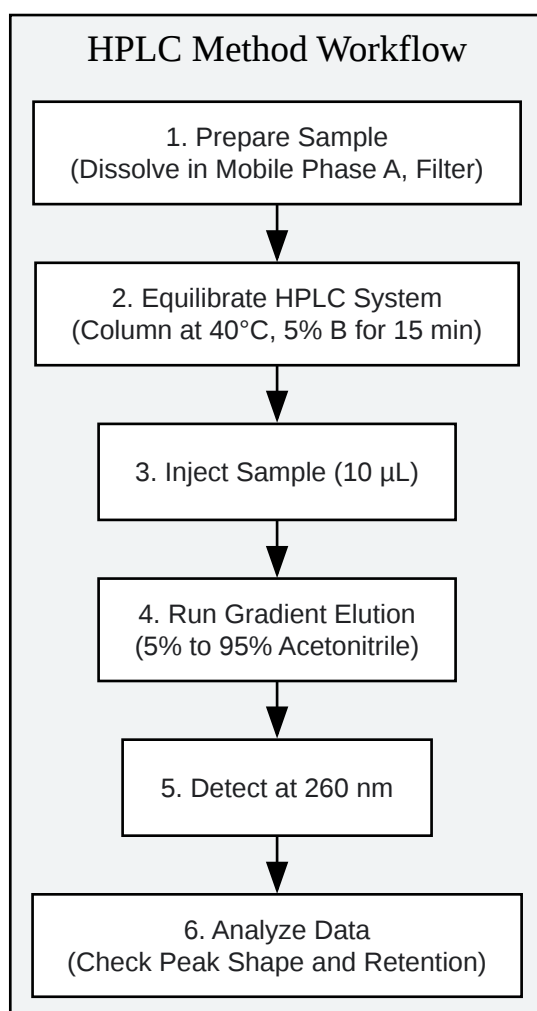 HPLC Method Workflow
1. Prepare Sample
(Dissolve in Mobile Phase A, Filter)
2. Equilibrate HPLC System
(Column at 40°C, 5% B for 15 min)
3. Inject Sample (10 µL)
4. Run Gradient Elution
(5% to 95% Acetonitrile)
5. Detect at 260 nm
6. Analyze Data
(Check Peak Shape and Retention)